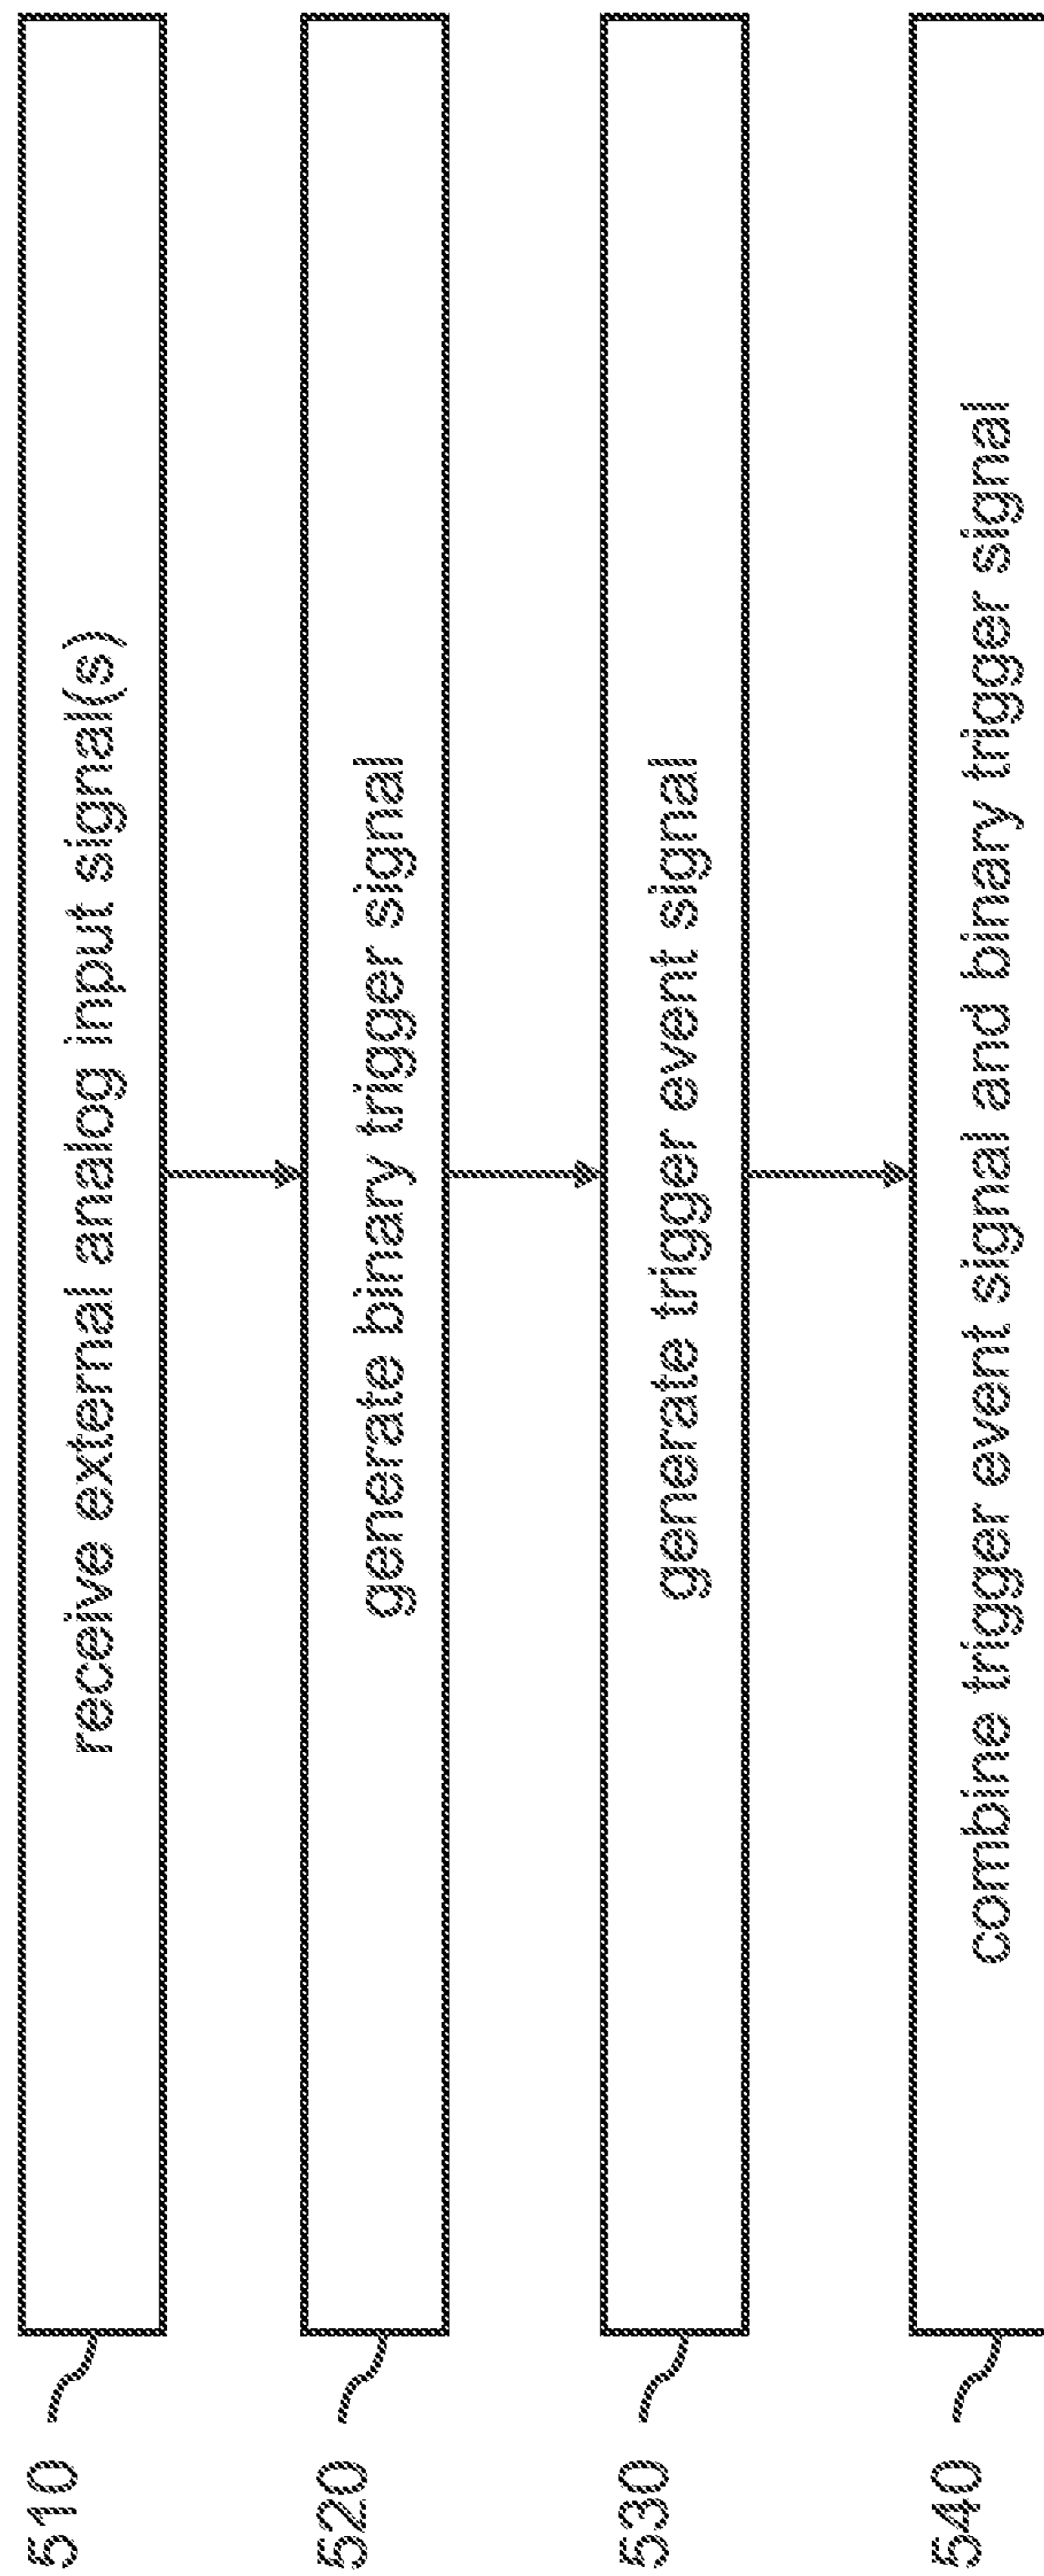 510
receive external analog input signal(s)
520
generate binary trigger signal
530
generate trigger event signal
540
combine trigger event signal and binary trigger signal